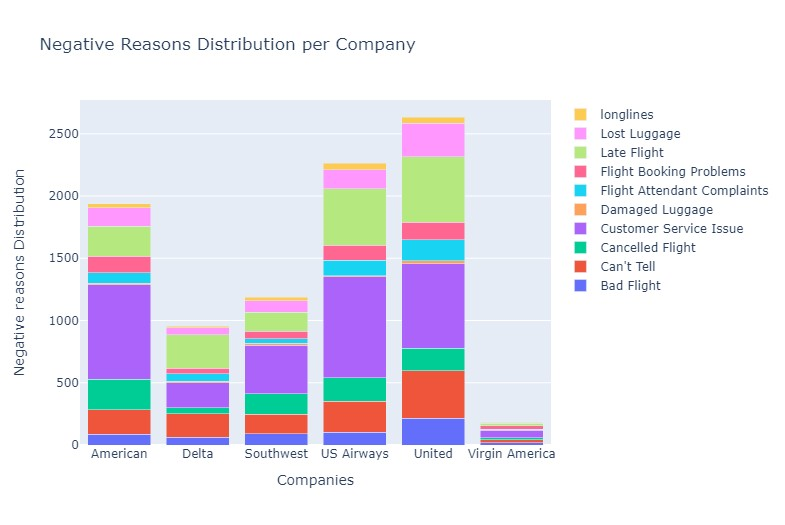 Negative Reasons Distribution per Company
Negative reasons Distribution
2500
2000
1500
1000
500
0
American
Delta
Southwest
US Airways
United
Virgin America
Companies
longlines
Lost Luggage
Late Flight
Flight Booking Problems
Flight Attendant Complaints
Damaged Luggage
Customer Service Issue
Cancelled Flight
Can't Tell
Bad Flight